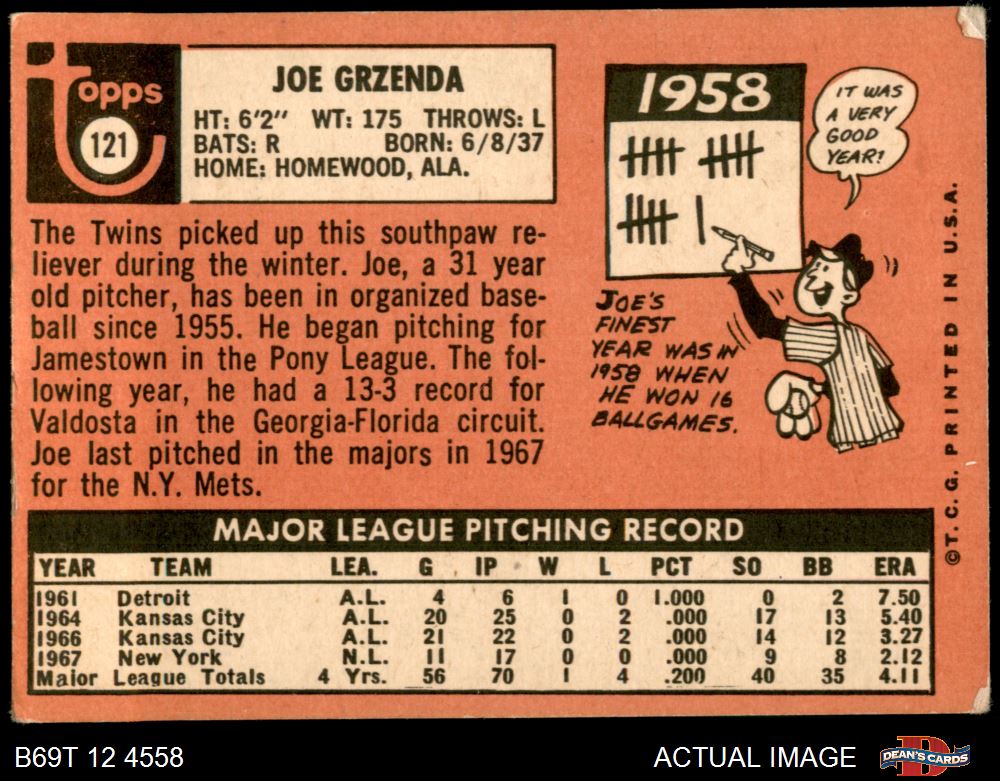 Topps
121
JOE GRZENDA
HT: 6'2" WT: 175 THROWS: L
BATS: R BORN: 6/8/37
HOME: HOMEWOOD, ALA.
The Twins picked up this southpaw re-
liever during the winter. Joe, a 31 year
old pitcher, has been in organized base-
ball since 1955. He began pitching for
Jamestown in the Pony League. The fol-
lowing year, he had a 13-3 record for
Valdosta in the Georgia-Florida circuit.
Joe last pitched in the majors in 1967
for the N.Y. Mets.
1958
IT WAS
A VERY
GOOD
YEAR!
JOE'S
FINEST
YEAR WAS IN
1958 WHEN
HE WON 16
BALLGAMES.
©T.C.G. PRINTED IN U.S.A.
MAJOR LEAGUE PITCHING RECORD
YEAR TEAM LEA. G IP W L PCT SO BB ERA
1961 Detroit A.L. 4 6 1 0 1.000 0 2 7.50
1964 Kansas City A.L. 20 25 0 2 .000 17 13 5.40
1966 Kansas City A.L. 21 22 0 2 .000 14 12 3.27
1967 New York N.L. 11 17 0 0 .000 9 8 2.12
Major League Totals 4 Yrs. 56 70 1 4 .200 40 35 4.11
B69T 12 4558
ACTUAL IMAGE
DEAN'S CARDS